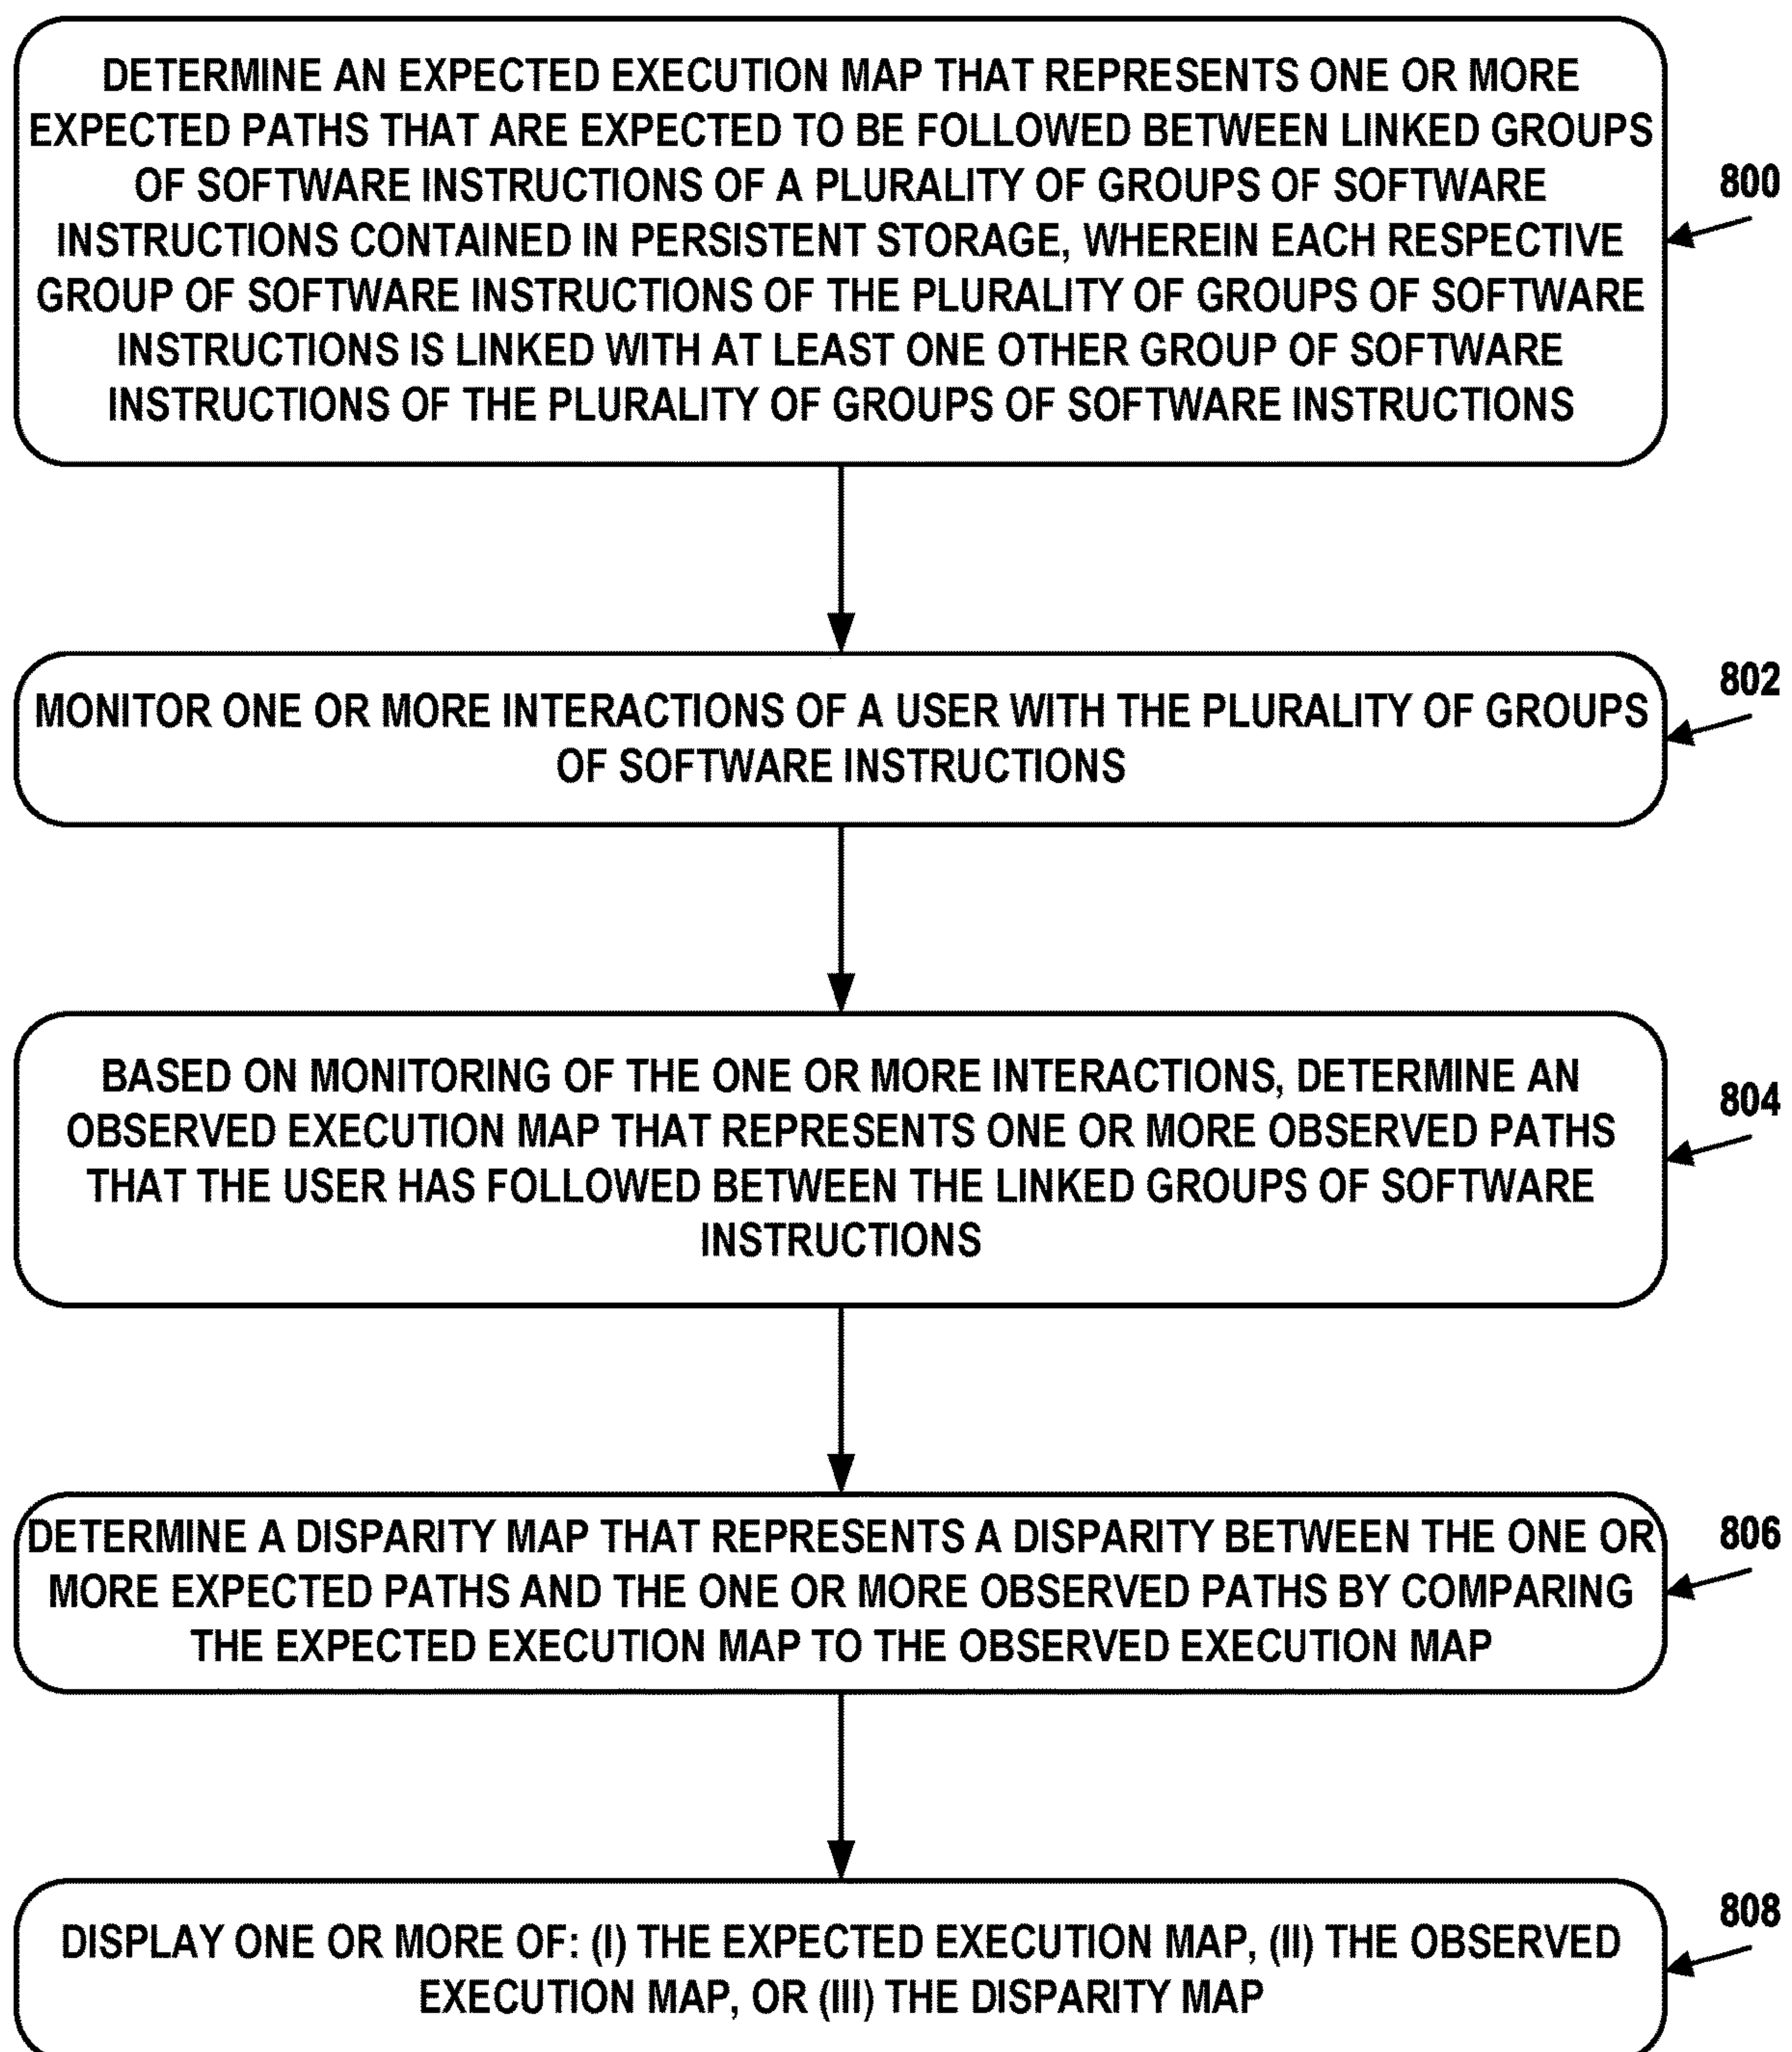 DETERMINE AN EXPECTED EXECUTION MAP THAT REPRESENTS ONE OR MORE
EXPECTED PATHS THAT ARE EXPECTED TO BE FOLLOWED BETWEEN LINKED GROUPS
OF SOFTWARE INSTRUCTIONS OF A PLURALITY OF GROUPS OF SOFTWARE
INSTRUCTIONS CONTAINED IN PERSISTENT STORAGE, WHEREIN EACH RESPECTIVE
GROUP OF SOFTWARE INSTRUCTIONS OF THE PLURALITY OF GROUPS OF SOFTWARE
INSTRUCTIONS IS LINKED WITH AT LEAST ONE OTHER GROUP OF SOFTWARE
INSTRUCTIONS OF THE PLURALITY OF GROUPS OF SOFTWARE INSTRUCTIONS
800
MONITOR ONE OR MORE INTERACTIONS OF A USER WITH THE PLURALITY OF GROUPS
OF SOFTWARE INSTRUCTIONS
802
BASED ON MONITORING OF THE ONE OR MORE INTERACTIONS, DETERMINE AN
OBSERVED EXECUTION MAP THAT REPRESENTS ONE OR MORE OBSERVED PATHS
THAT THE USER HAS FOLLOWED BETWEEN THE LINKED GROUPS OF SOFTWARE
INSTRUCTIONS
804
DETERMINE A DISPARITY MAP THAT REPRESENTS A DISPARITY BETWEEN THE ONE OR
MORE EXPECTED PATHS AND THE ONE OR MORE OBSERVED PATHS BY COMPARING
THE EXPECTED EXECUTION MAP TO THE OBSERVED EXECUTION MAP
806
DISPLAY ONE OR MORE OF: (I) THE EXPECTED EXECUTION MAP, (II) THE OBSERVED
EXECUTION MAP, OR (III) THE DISPARITY MAP
808